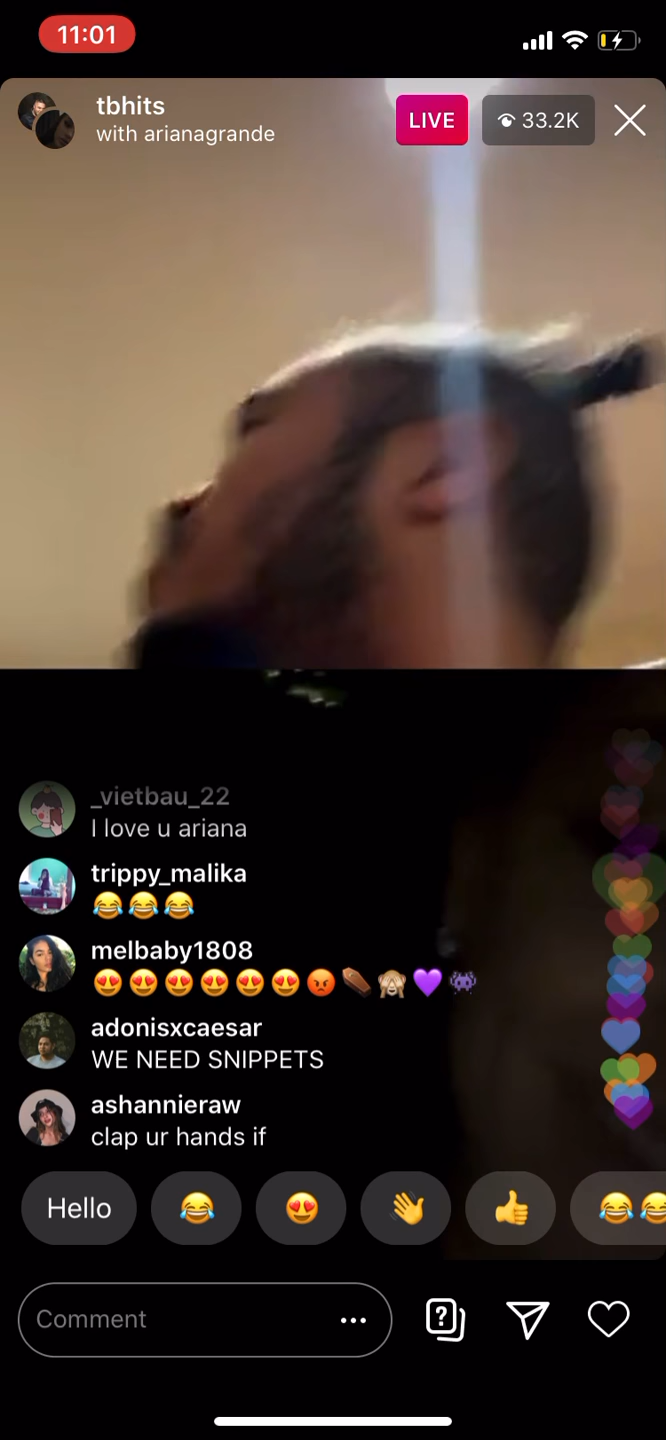 11:01
tbhits
with arianagrande
LIVE
33.2K
_vietbau_22
I love u ariana
trippy_malika
😂😂😂
melbaby1808
😍😍😍😍😍😍😡⚰️🙈💜👾
adonisxcaesar
WE NEED SNIPPETS
ashannieraw
clap ur hands if
Hello 😂 😍 👋 👍 😂😂
Comment